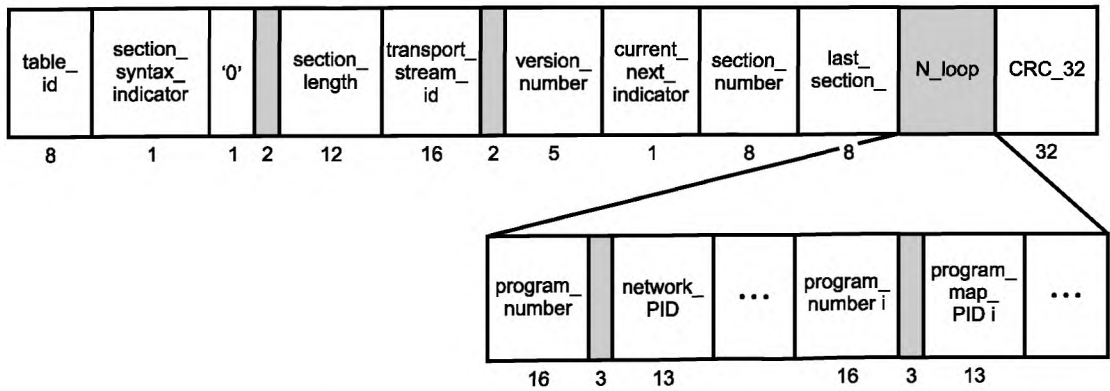 table_
id
section_
syntax_
indicator
'0'
section_
length
transport_
stream_
id
version_
number
current_
next_
indicator
section_
number
last_
section_
N_loop
CRC_32
8 1 1 2 12 16 2 5 1 8 8 32
program_
number
network_
PID
...
program_
number i
program_
map_
PID i
...
16 3 13 16 3 13